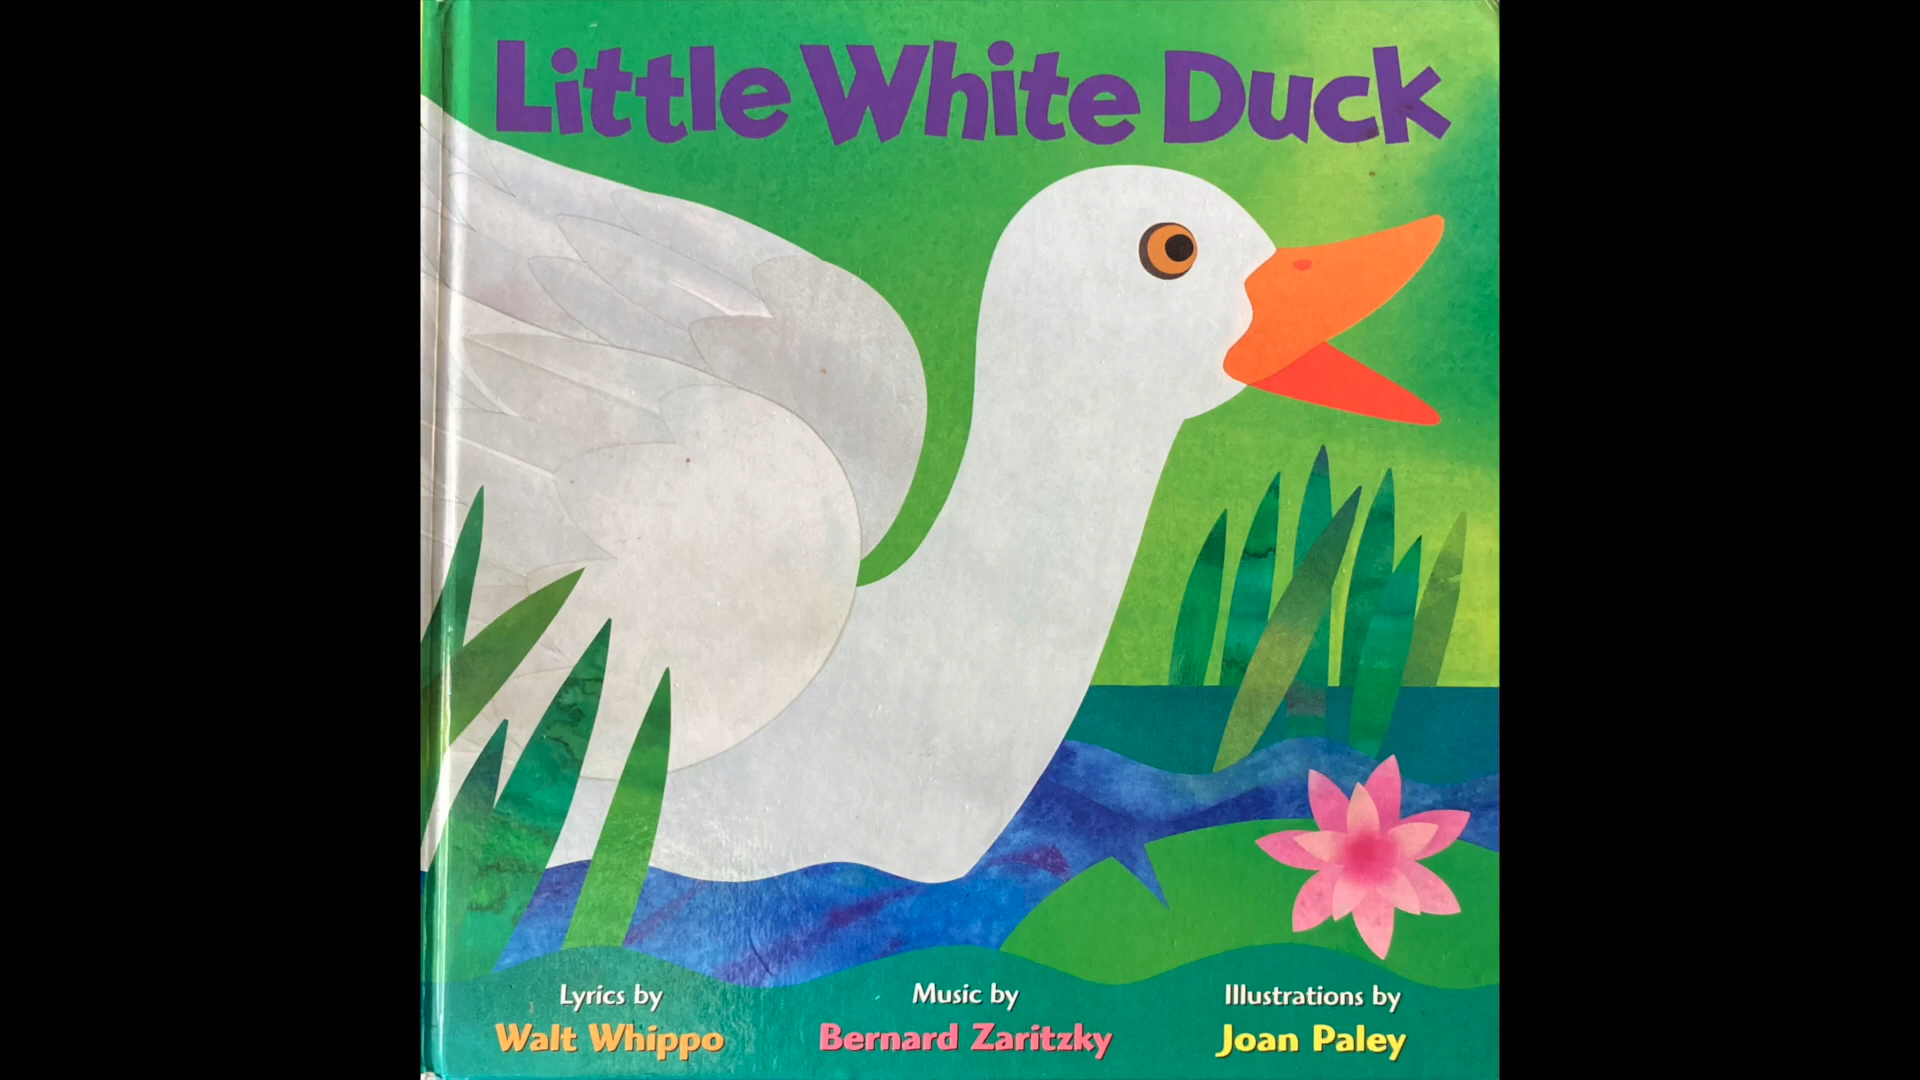 Little White Duck
Lyrics by
Walt Whippo
Music by
Bernard Zaritzky
Illustrations by
Joan Paley